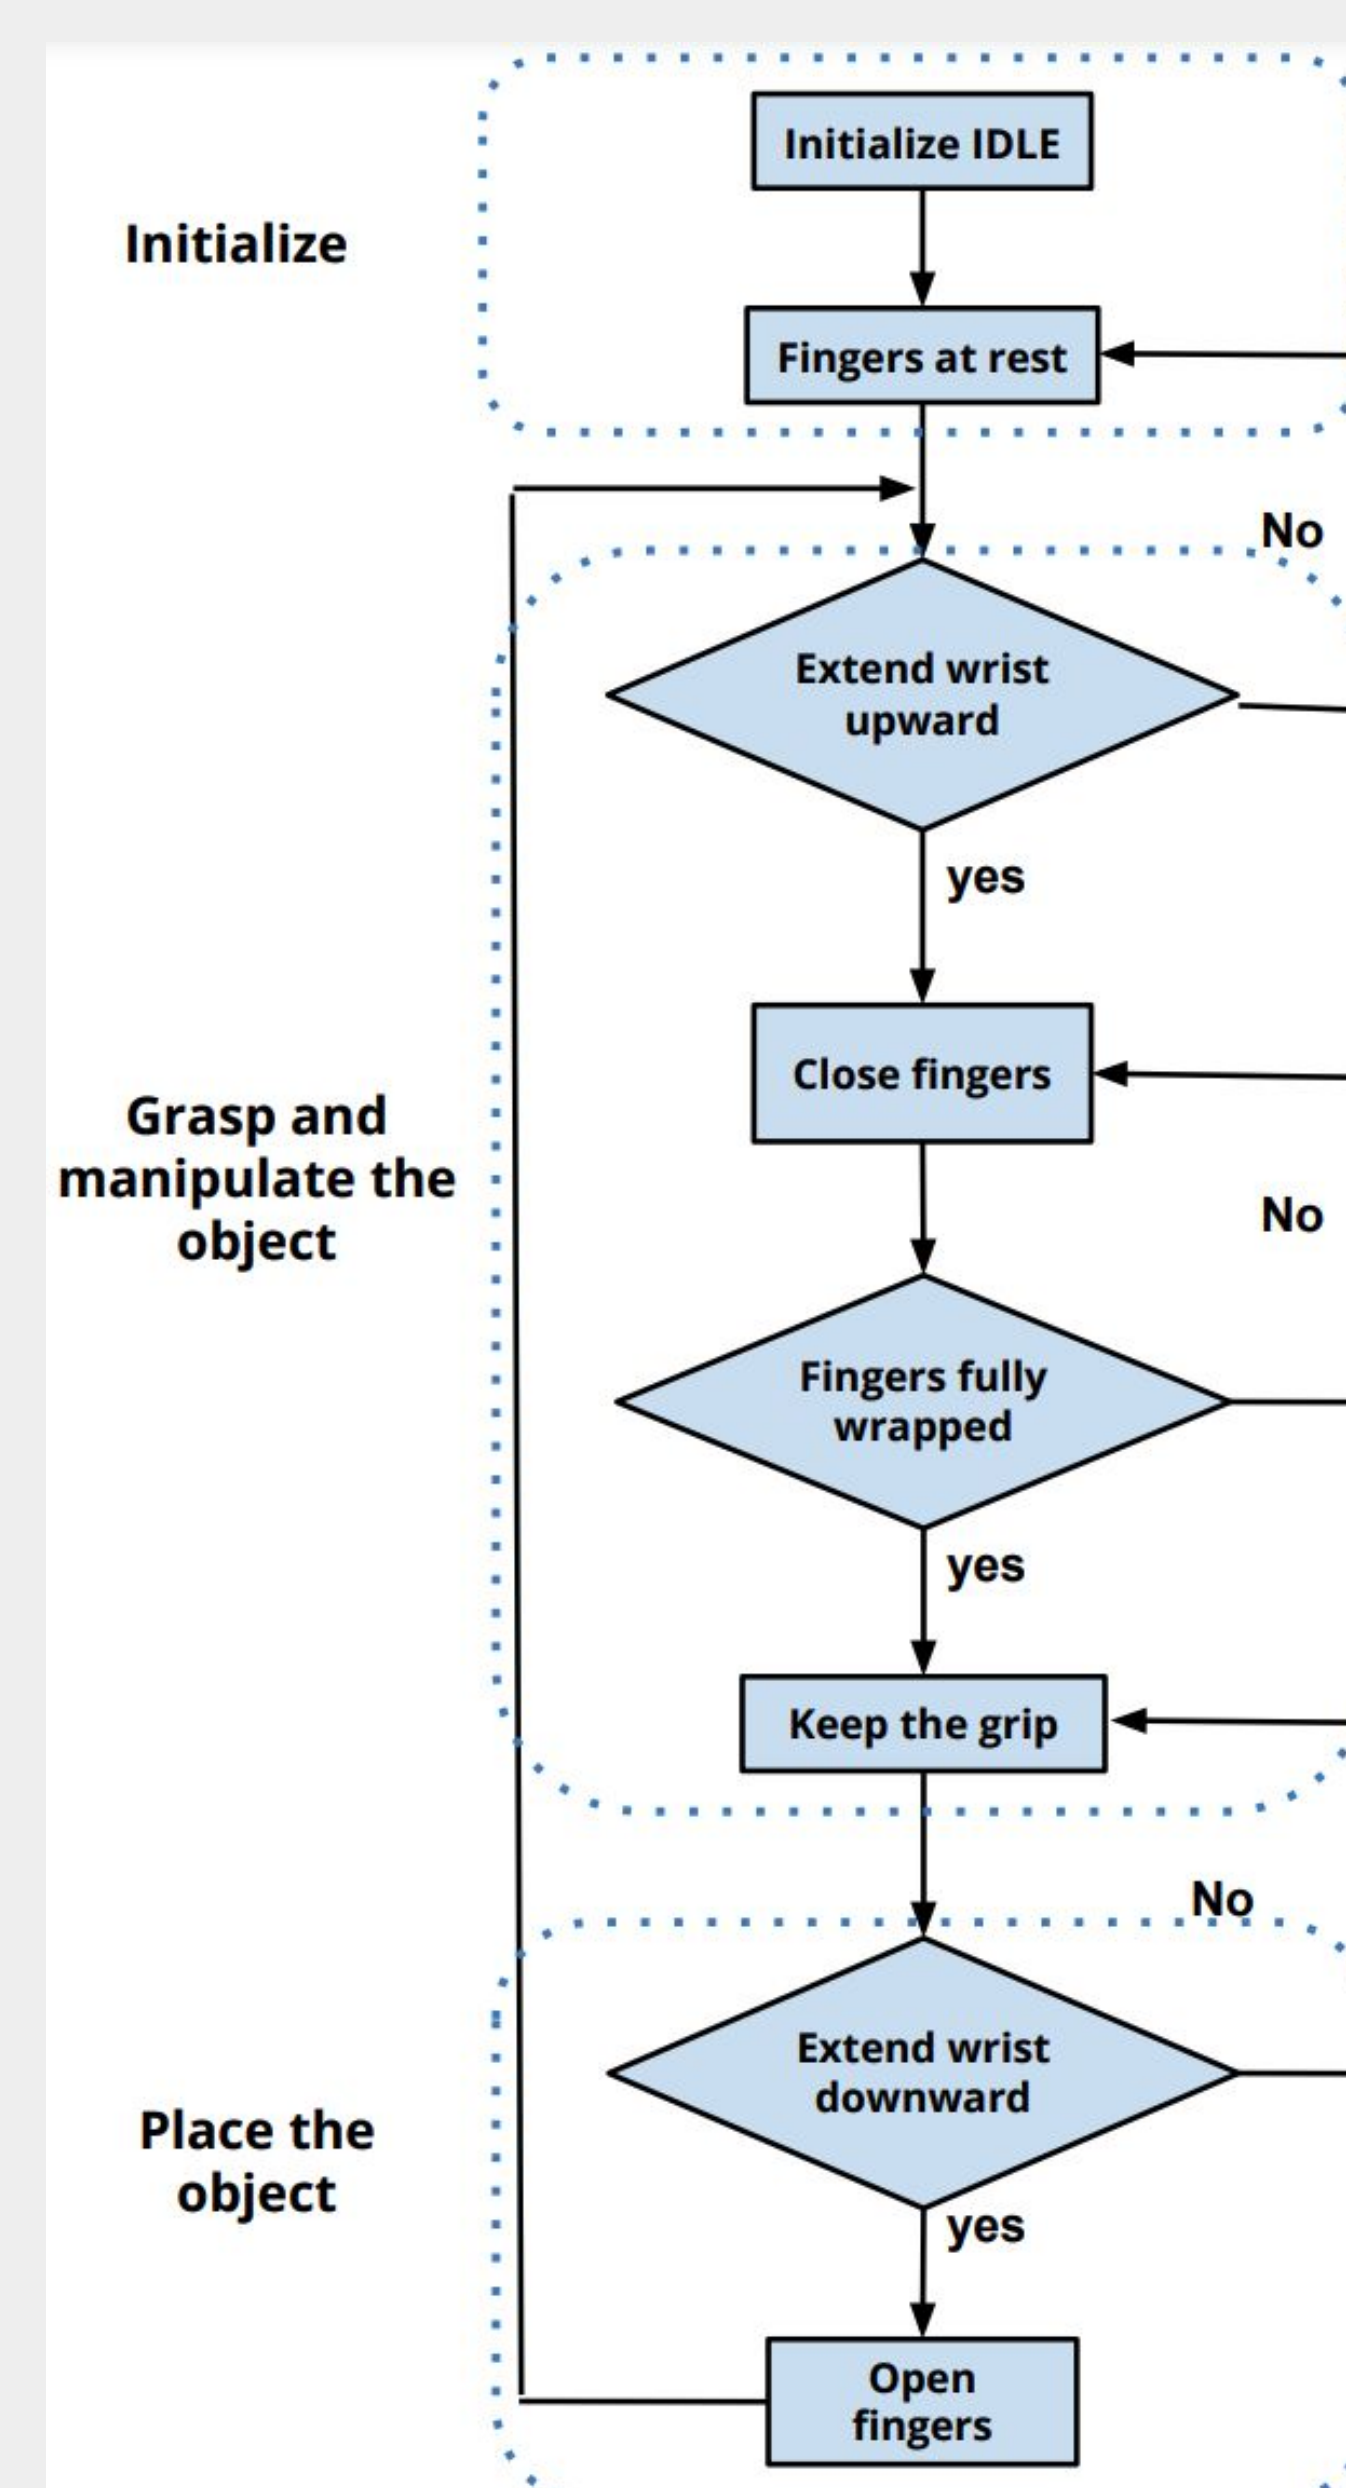 Initialize IDLE
Initialize
Fingers at rest
No
Extend wrist
upward
yes
Close fingers
Grasp and
manipulate the
object
No
Fingers fully
wrapped
yes
Keep the grip
No
Extend wrist
downward
Place the
object
yes
Open
fingers